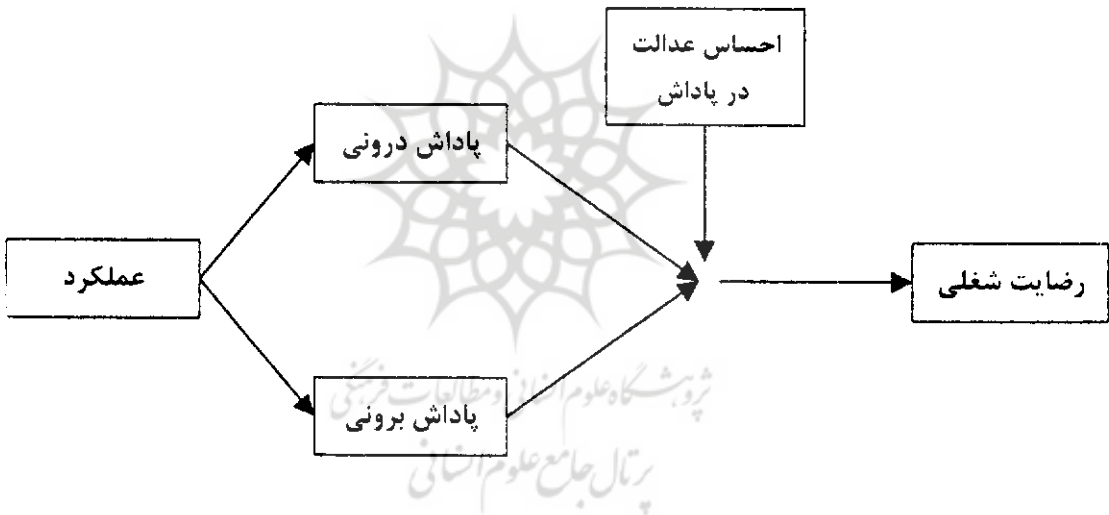 احساس عدالت
در پاداش
پاداش درونی
عملکرد
رضایت شغلی
پاداش برونی
پژوهشگاه علوم انسانی و مطالعات فرهنگی
پرتال جامع علوم انسانی